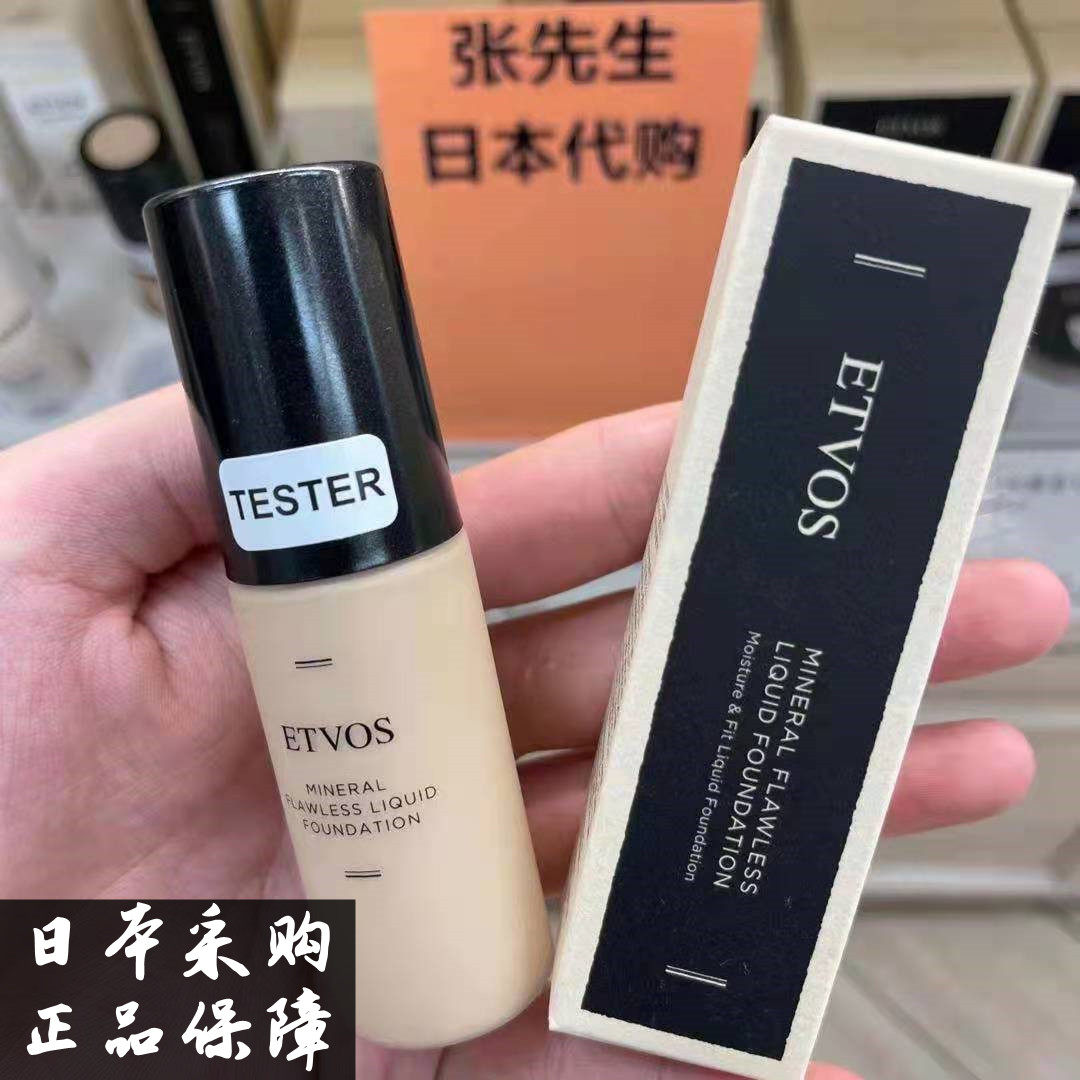 张先生
日本代购
TESTER
ETVOS
MINERAL
FLAWLESS LIQUID
FOUNDATION
ETVOS
MINERAL FLAWLESS
LIQUID FOUNDATION
Moisture & Fit Liquid Foundation
日本采购
正品保障